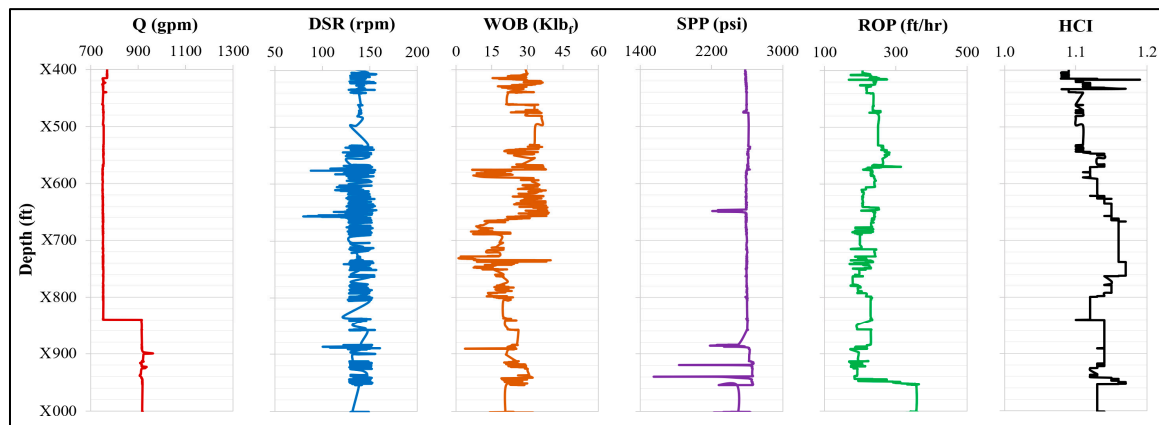 Q (gpm) DSR (rpm) WOB (Klbf) SPP (psi) ROP (ft/hr) HCI
700 900 1100 1300 50 100 150 200 0 15 30 45 60 1400 2200 3000 100 300 500 1.0 1.1 1.2
Depth (ft)
X400
X500
X600
X700
X800
X900
X000